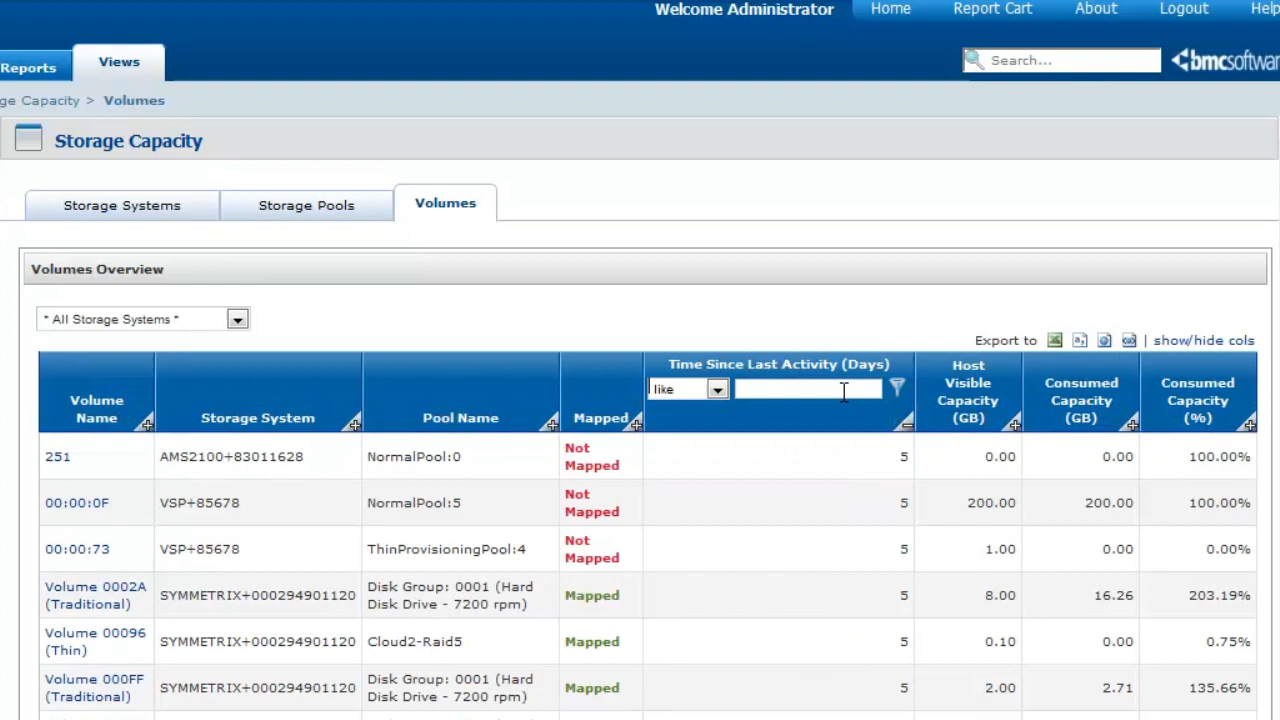 Welcome Administrator Home Report Cart About Logout Help
Reports Views Search... bmcsoftware
ge Capacity > Volumes
Storage Capacity
Storage Systems Storage Pools Volumes
Volumes Overview
* All Storage Systems *
Export to | show/hide cols
Volume Name Storage System Pool Name Mapped Time Since Last Activity (Days) like Host Visible Capacity (GB) Consumed Capacity (GB) Consumed Capacity (%)
251 AMS2100+83011628 NormalPool:0 Not Mapped 5 0.00 0.00 100.00%
00:00:0F VSP+85678 NormalPool:5 Not Mapped 5 200.00 200.00 100.00%
00:00:73 VSP+85678 ThinProvisioningPool:4 Not Mapped 5 1.00 0.00 0.00%
Volume 0002A (Traditional) SYMMETRIX+000294901120 Disk Group: 0001 (Hard Disk Drive - 7200 rpm) Mapped 5 8.00 16.26 203.19%
Volume 00096 (Thin) SYMMETRIX+000294901120 Cloud2-Raid5 Mapped 5 0.10 0.00 0.75%
Volume 000FF (Traditional) SYMMETRIX+000294901120 Disk Group: 0001 (Hard Disk Drive - 7200 rpm) Mapped 5 2.00 2.71 135.66%